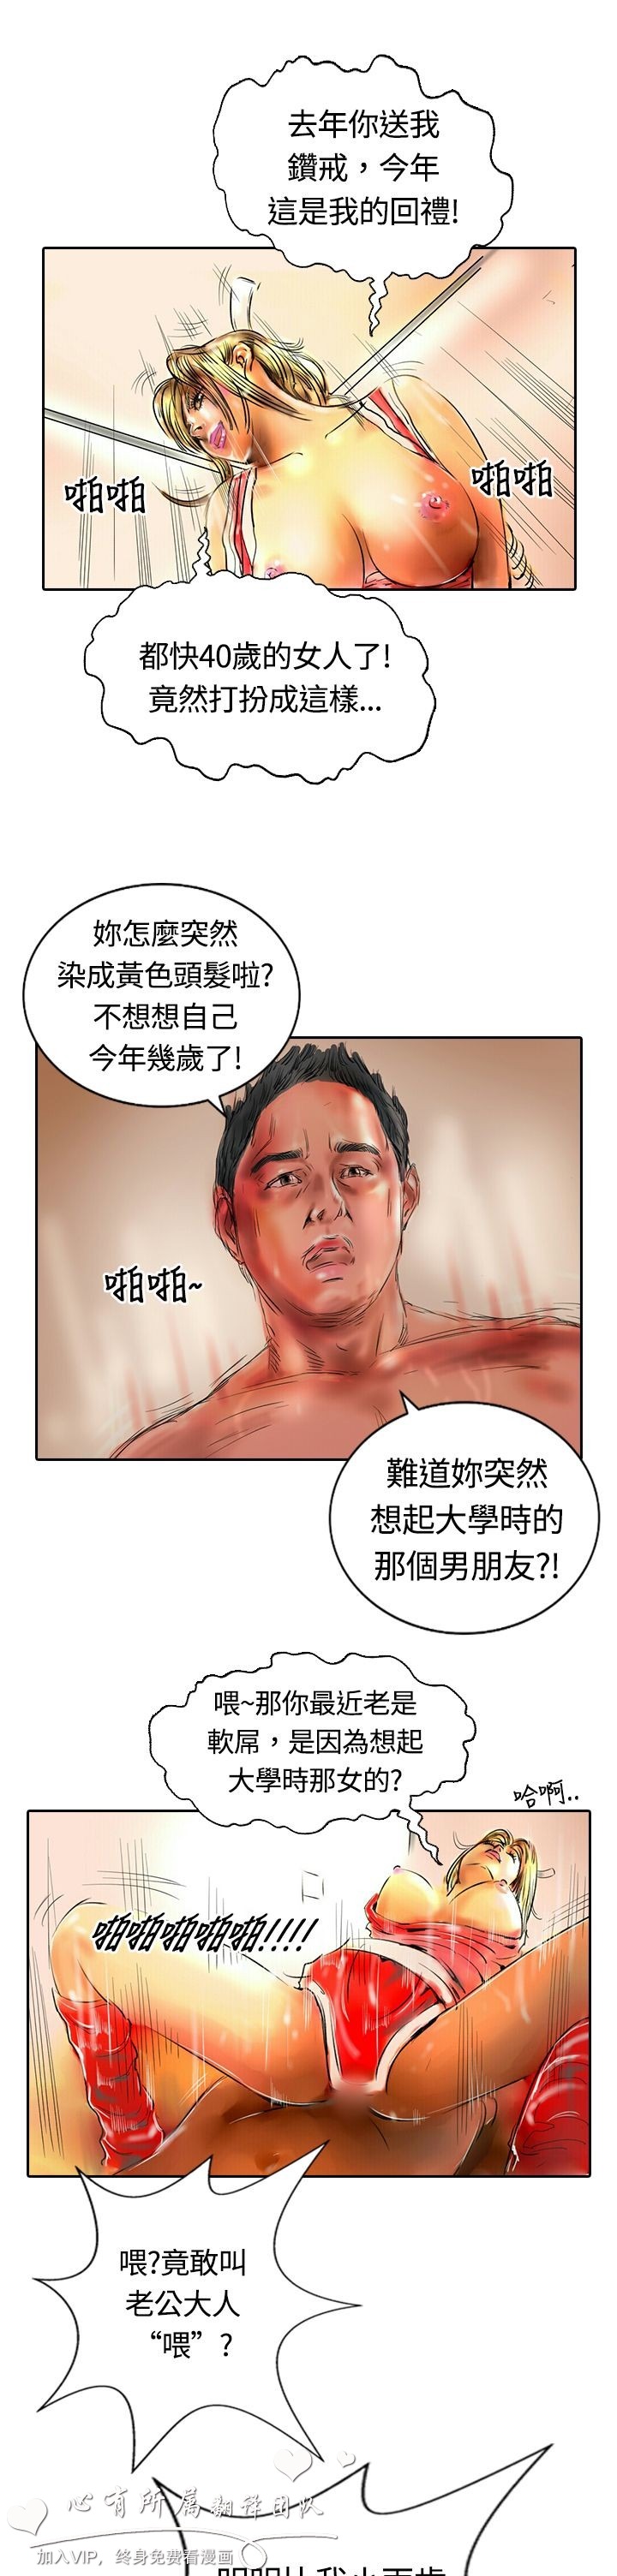 去年你送我
鑽戒，今年
這是我的回禮!
啪啪
啪啪
都快40歲的女人了!
竟然打扮成這樣...
妳怎麼突然
染成黃色頭髮啦?
不想想自己
今年幾歲了!
啪啪~
難道妳突然
想起大學時的
那個男朋友?!
喂~那你最近老是
軟屌，是因為想起
大學時那女的?
哈啊..
啪啪啪啪啪!!!!
喂?竟敢叫
老公大人
“喂”?
心有所属翻译团队
加入VIP，终身免费看漫画